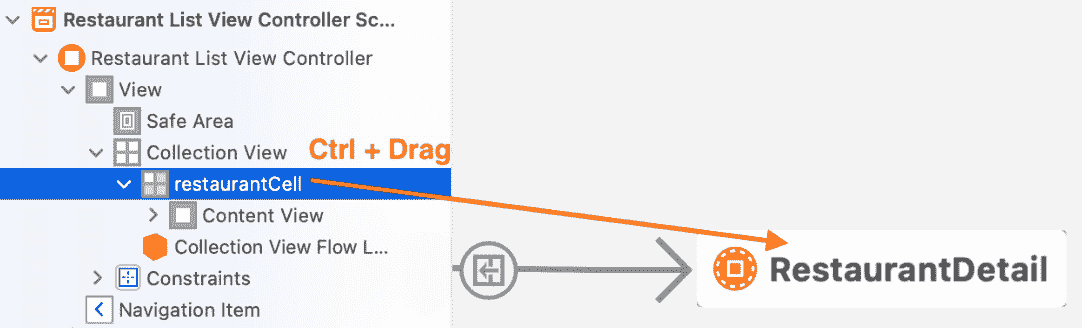 Restaurant List View Controller Sc...
Restaurant List View Controller
View
Safe Area
Collection View
Ctrl + Drag
restaurantCell
Content View
Collection View Flow L...
RestaurantDetail
Constraints
Navigation Item